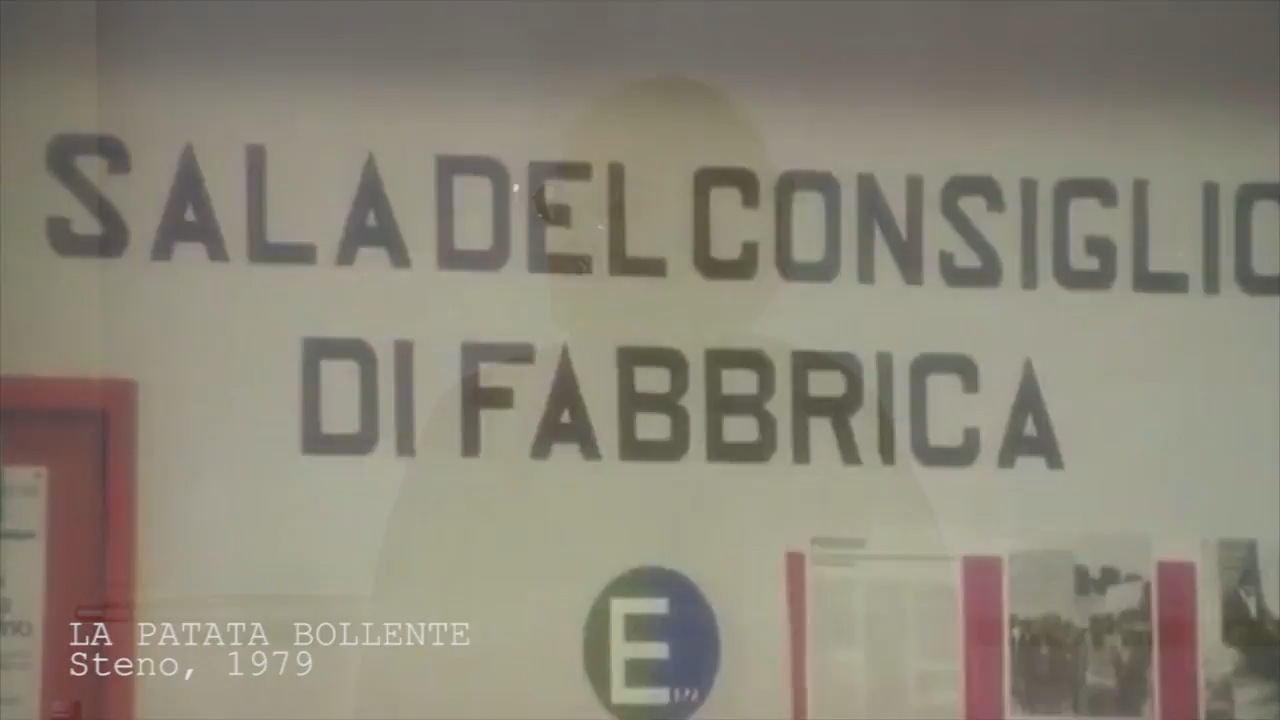 SALA DEL CONSIGLIO
DI FABBRICA
E
LA PATATA BOLLENTE
Steno, 1979